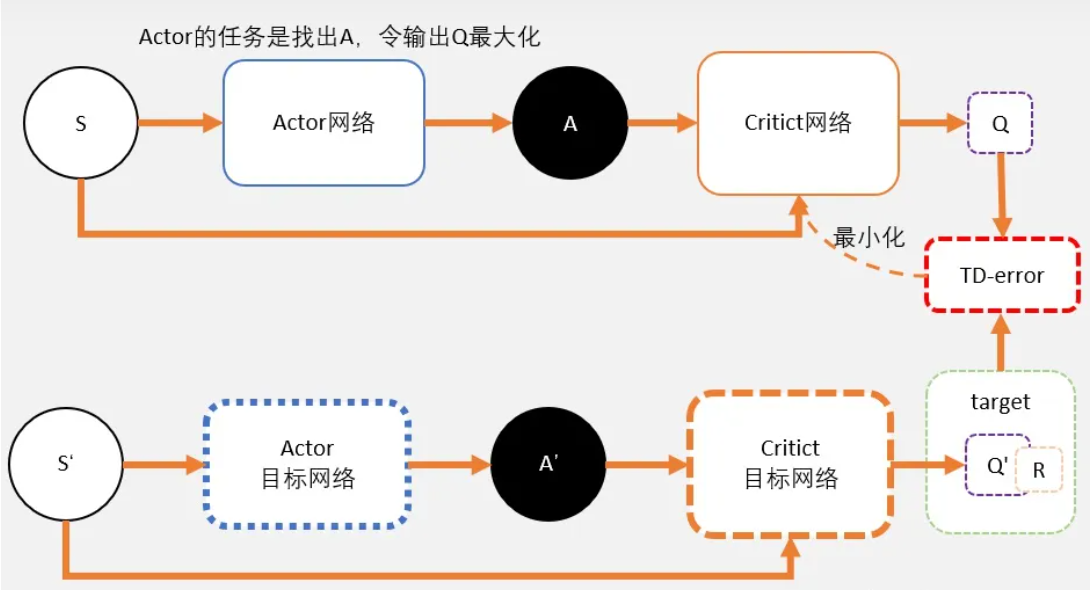 Actor的任务是找出A，令输出Q最大化
S
Actor网络
A
Critict网络
Q
最小化
TD-error
target
S‘
Actor
目标网络
A’
Critict
目标网络
Q'
R